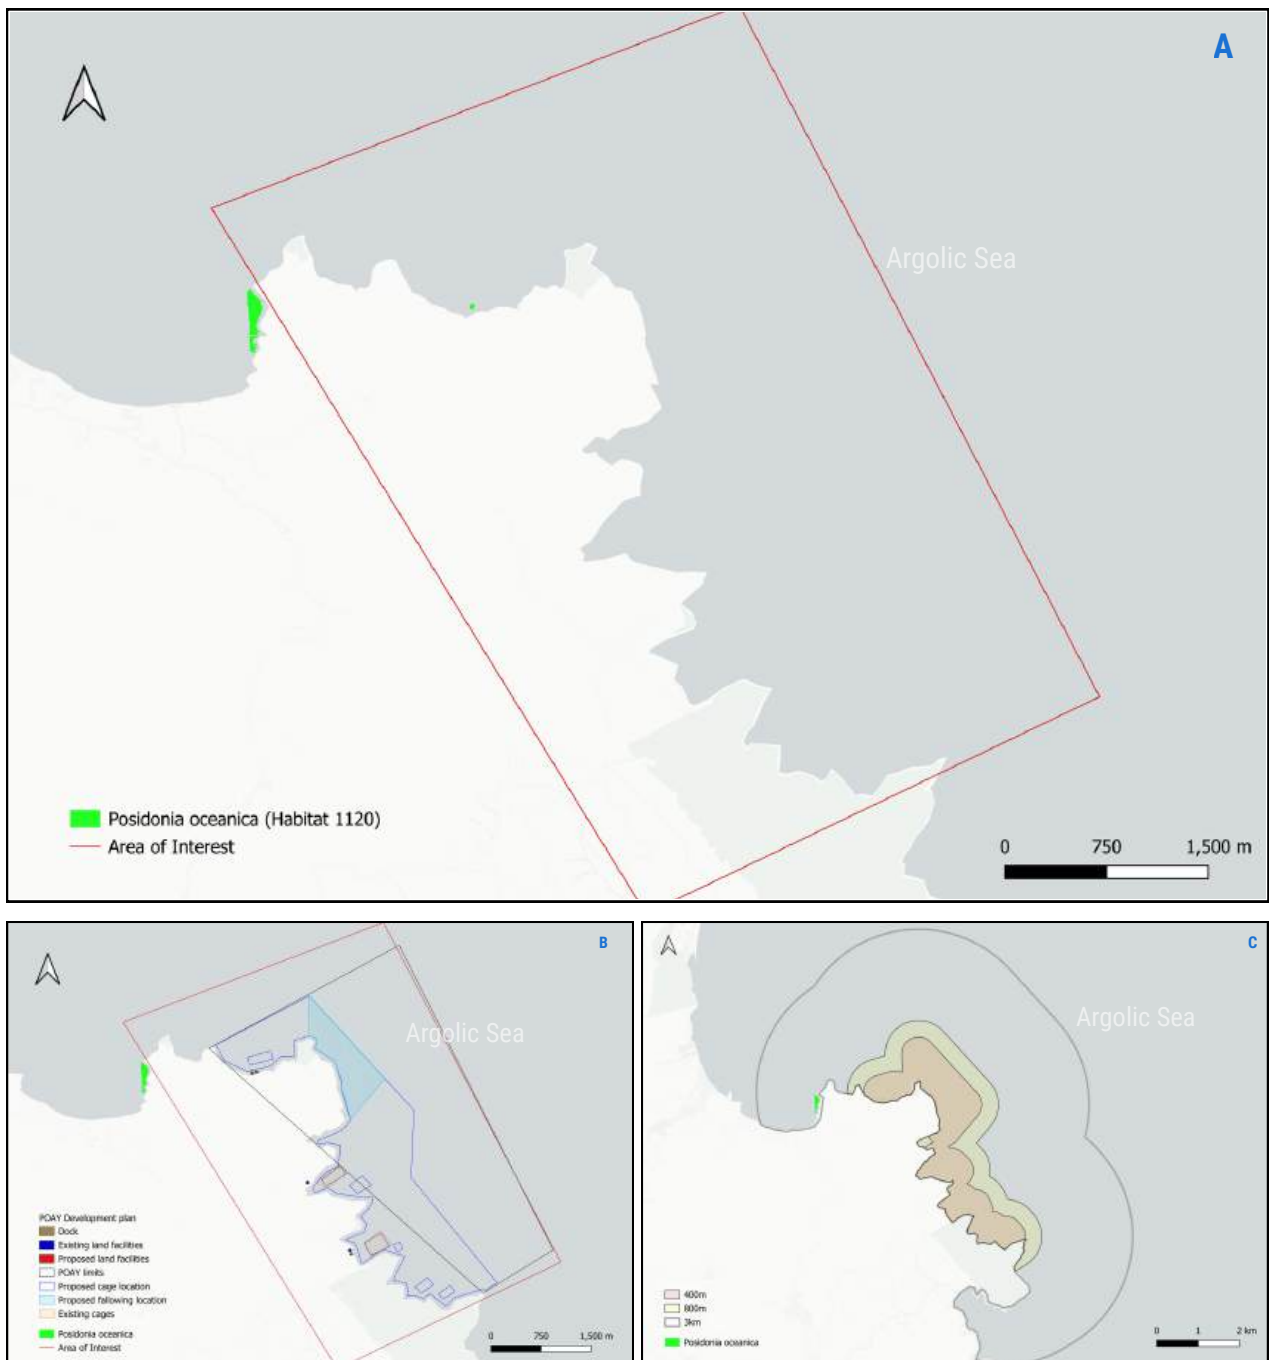 A
Argolic Sea
Posidonia oceanica (Habitat 1120)
Area of Interest
0 750 1,500 m
B
Argolic Sea
POAY Development plan
Dock
Existing land facilities
Proposed land facilities
POAY limits
Proposed cage location
Proposed fallowing location
Existing cages
Posidonia oceanica
Area of Interest
0 750 1,500 m
C
Argolic Sea
400m
800m
3km
Posidonia oceanica
0 1 2 km